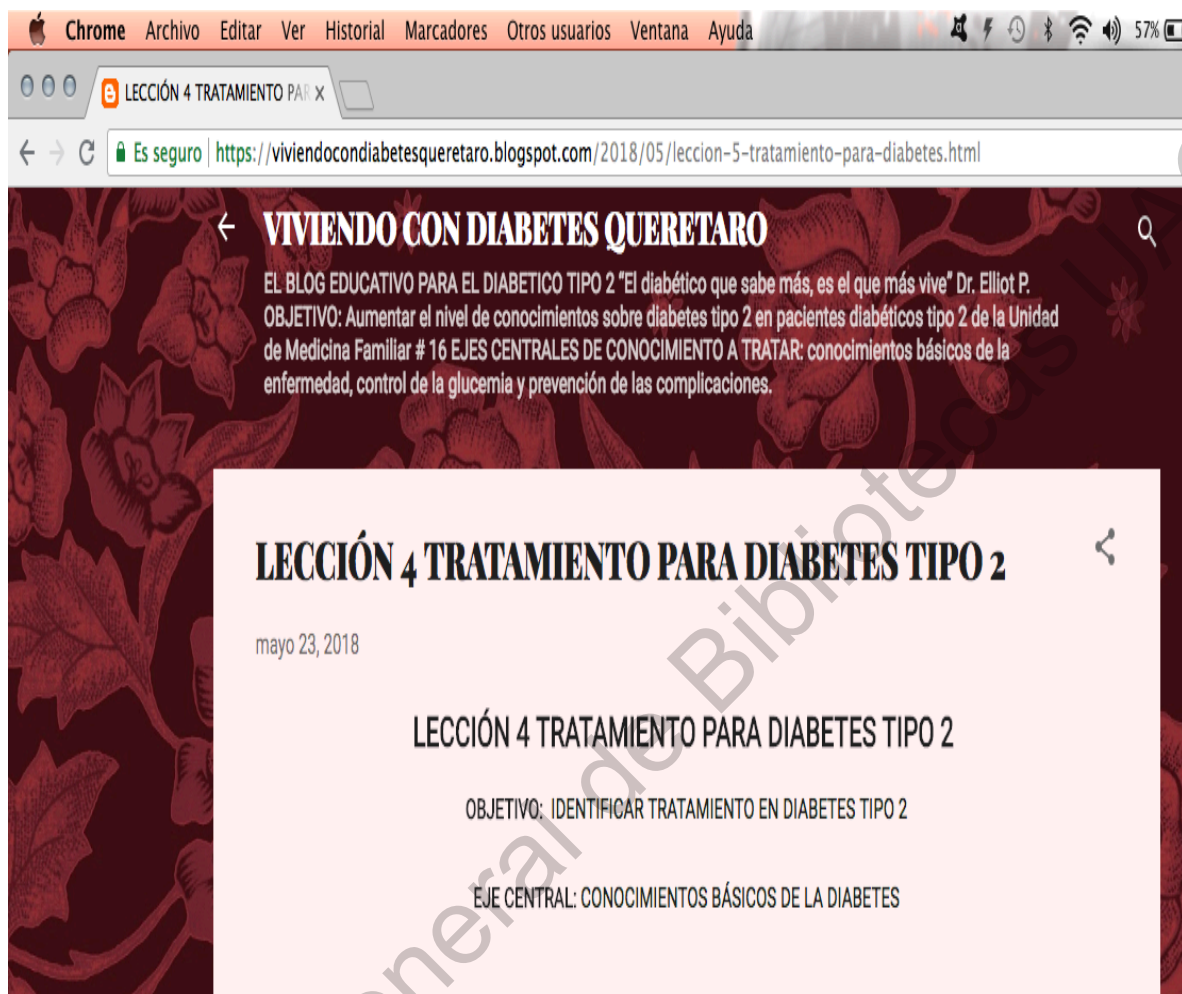 Chrome Archivo Editar Ver Historial Marcadores Otros usuarios Ventana Ayuda 57%
LECCIÓN 4 TRATAMIENTO PAR
Es seguro https://viviendocondiabetesqueretaro.blogspot.com/2018/05/leccion-5-tratamiento-para-diabetes.html
VIVIENDO CON DIABETES QUERETARO
EL BLOG EDUCATIVO PARA EL DIABETICO TIPO 2 "El diabético que sabe más, es el que más vive" Dr. Elliot P.
OBJETIVO: Aumentar el nivel de conocimientos sobre diabetes tipo 2 en pacientes diabéticos tipo 2 de la Unidad
de Medicina Familiar # 16 EJES CENTRALES DE CONOCIMIENTO A TRATAR: conocimientos básicos de la
enfermedad, control de la glucemia y prevención de las complicaciones.
LECCIÓN 4 TRATAMIENTO PARA DIABETES TIPO 2
mayo 23, 2018
LECCIÓN 4 TRATAMIENTO PARA DIABETES TIPO 2
OBJETIVO: IDENTIFICAR TRATAMIENTO EN DIABETES TIPO 2
EJE CENTRAL: CONOCIMIENTOS BÁSICOS DE LA DIABETES
neral de Bibliotecas UA